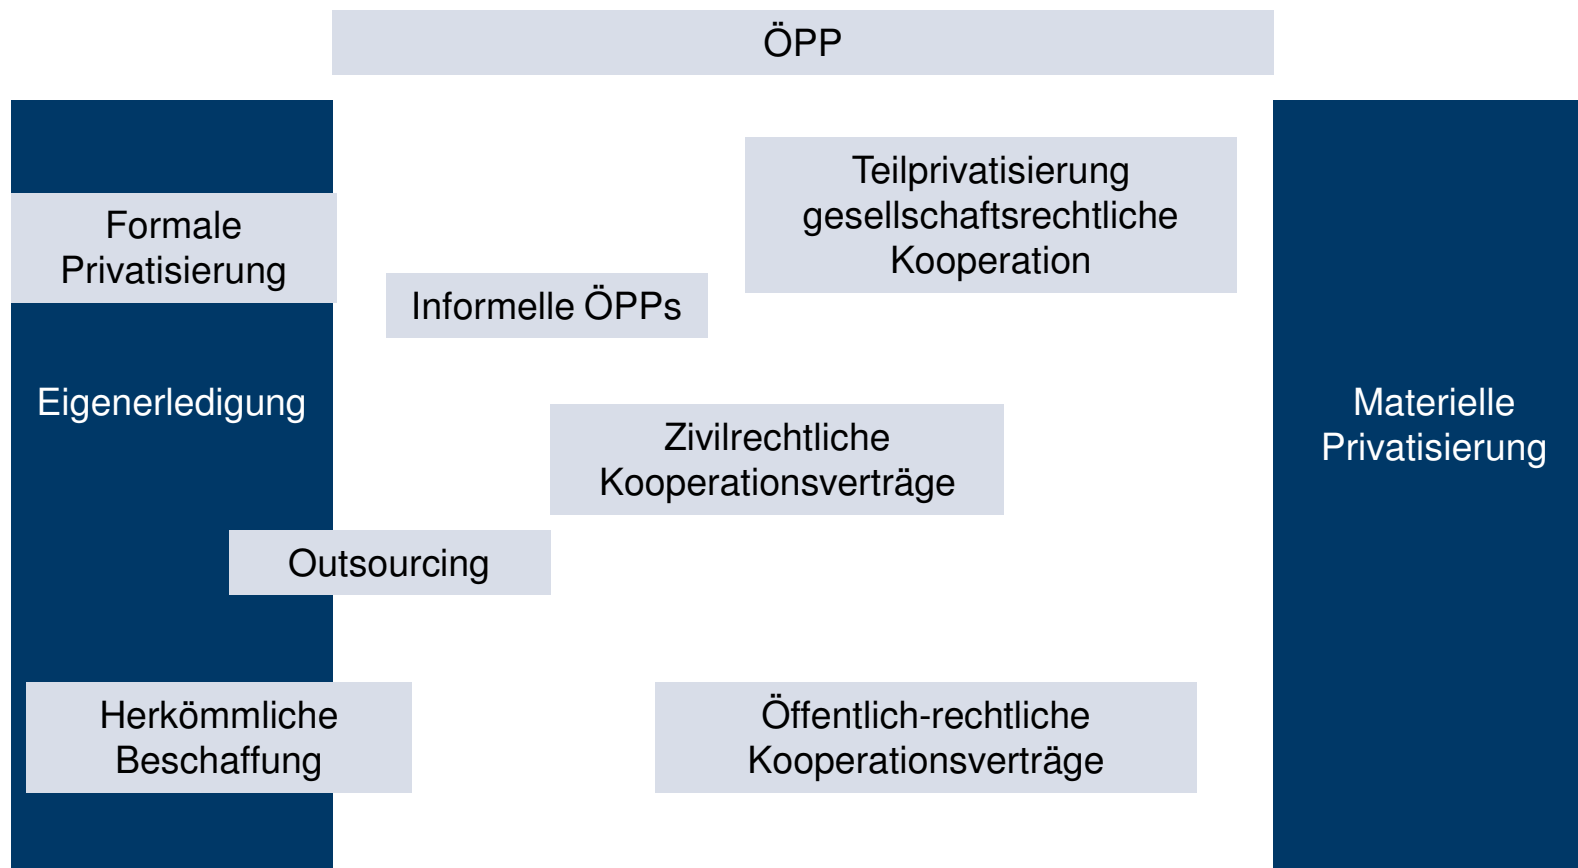 ÖPP
Teilprivatisierung
gesellschaftsrechtliche
Kooperation
Formale
Privatisierung
Informelle ÖPPs
Eigenerledigung
Materielle
Privatisierung
Zivilrechtliche
Kooperationsverträge
Outsourcing
Herkömmliche
Beschaffung
Öffentlich-rechtliche
Kooperationsverträge